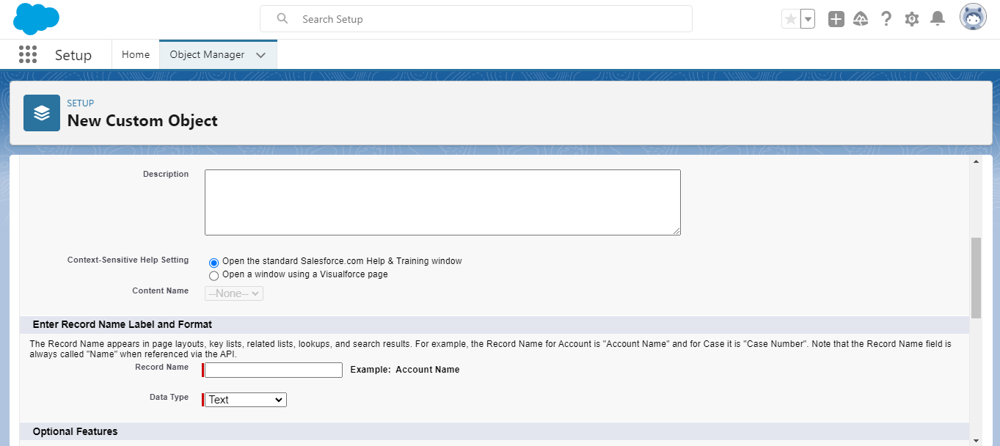 Search Setup
Setup
Home
Object Manager
SETUP
New Custom Object
Description
Context-Sensitive Help Setting
Open the standard Salesforce.com Help & Training window
Open a window using a Visualforce page
Content Name
--None--
Enter Record Name Label and Format
The Record Name appears in page layouts, key lists, related lists, lookups, and search results. For example, the Record Name for Account is "Account Name" and for Case it is "Case Number". Note that the Record Name field is
always called "Name" when referenced via the API.
Record Name
Example: Account Name
Data Type
Text
Optional Features